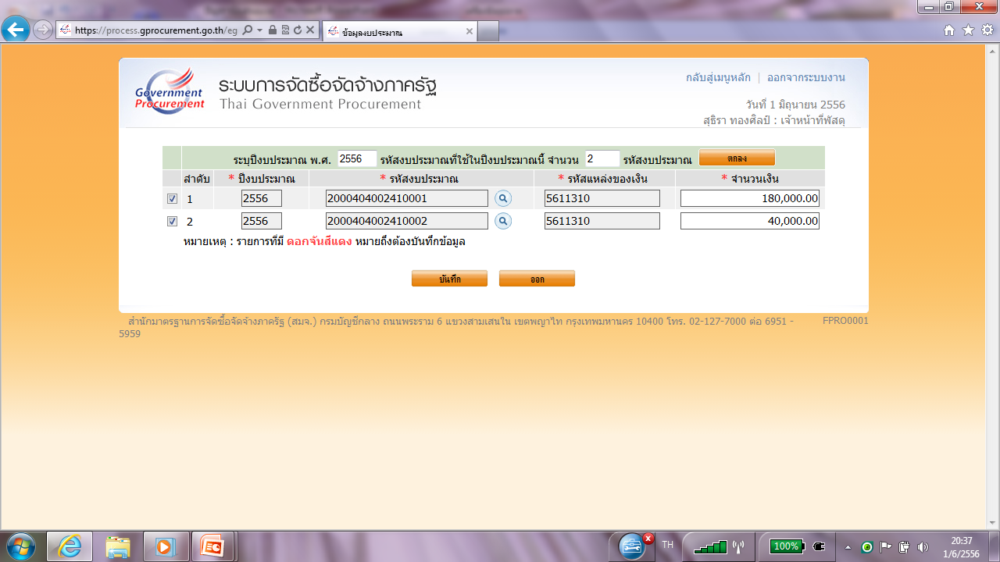 https://process.gprocurement.go.th/eg
ข้อมูลงบประมาณ
Government
Procurement
ระบบการจัดซื้อจัดจ้างภาครัฐ
Thai Government Procurement
กลับสู่เมนูหลัก | ออกจากระบบงาน
วันที่ 1 มิถุนายน 2556
สุธิรา ทองศิลป์ : เจ้าหน้าที่พัสดุ
ระบุปีงบประมาณ พ.ศ. 2556 รหัสงบประมาณที่ใช้ในปีงบประมาณนี้ จำนวน 2 รหัสงบประมาณ ตกลง
ลำดับ * ปีงบประมาณ * รหัสงบประมาณ * รหัสแหล่งของเงิน * จำนวนเงิน
1 2556 2000404002410001 5611310 180,000.00
2 2556 2000404002410002 5611310 40,000.00
หมายเหตุ : รายการที่มี ดอกจันสีแดง หมายถึงต้องบันทึกข้อมูล
บันทึก ออก
สำนักมาตรฐานการจัดซื้อจัดจ้างภาครัฐ (สมจ.) กรมบัญชีกลาง ถนนพระราม 6 แขวงสามเสนใน เขตพญาไท กรุงเทพมหานคร 10400 โทร. 02-127-7000 ต่อ 6951 - FPRO0001
5959
TH
100%
20:37
1/6/2556